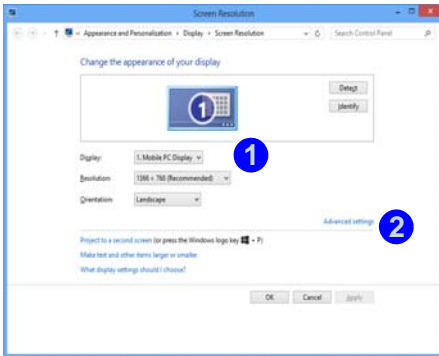 Screen Resolution
« Appearance and Personalization › Display › Screen Resolution
Search Control Panel
Change the appearance of your display
1
Detect
Identify
Display: 1. Mobile PC Display
1
Resolution: 1366 × 768 (Recommended)
Orientation: Landscape
Advanced settings
2
Project to a second screen (or press the Windows logo key + P)
Make text and other items larger or smaller
What display settings should I choose?
OK Cancel Apply